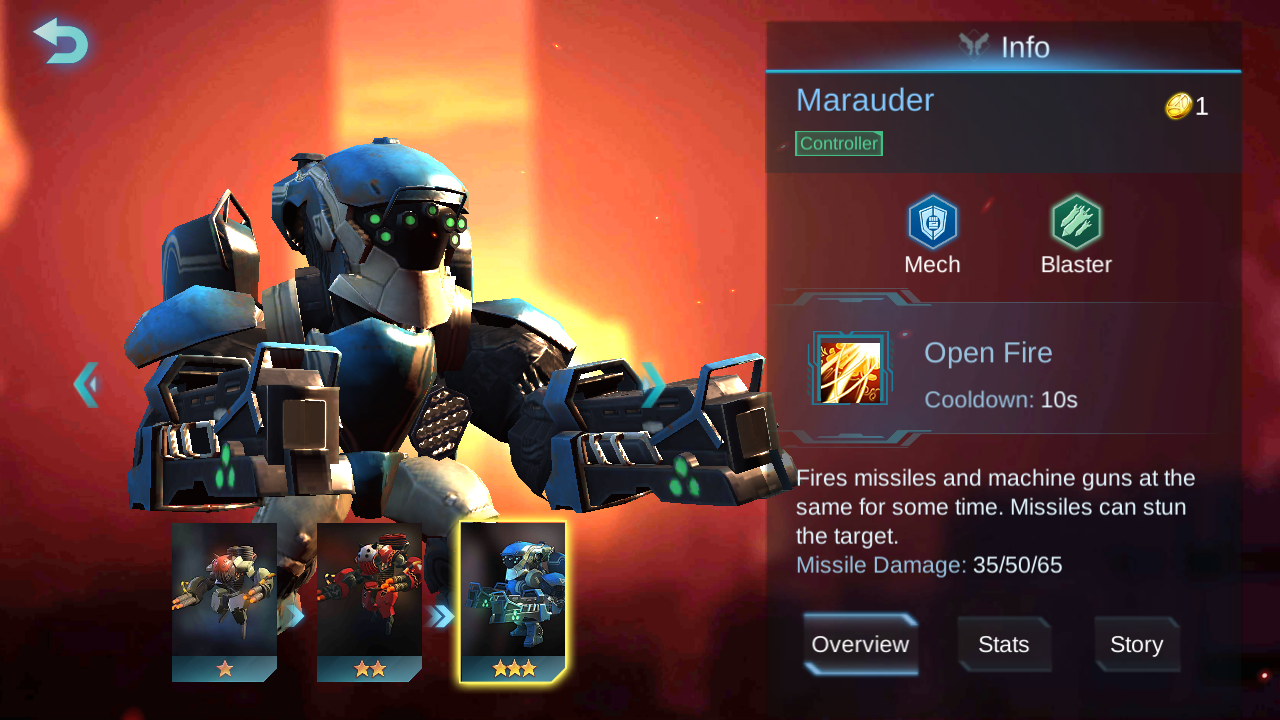 Info
Marauder
1
Controller
Mech
Blaster
Open Fire
Cooldown: 10s
Fires missiles and machine guns at the
same for some time. Missiles can stun
the target.
Missile Damage: 35/50/65
Overview
Stats
Story